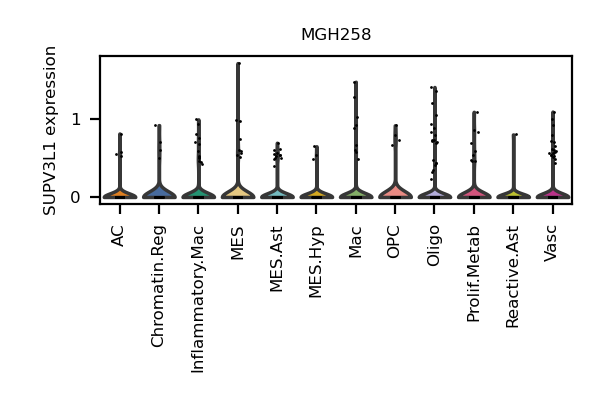 MGH258
SUPV3L1 expression
1
0
AC
Chromatin.Reg
Inflammatory.Mac
MES
MES.Ast
MES.Hyp
Mac
OPC
Oligo
Prolif.Metab
Reactive.Ast
Vasc